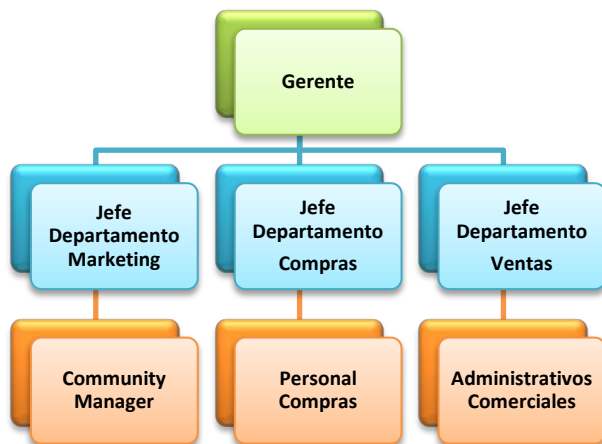 Gerente
Jefe
Departamento
Marketing
Jefe
Departamento
Compras
Jefe
Departamento
Ventas
Community
Manager
Personal
Compras
Administrativos
Comerciales